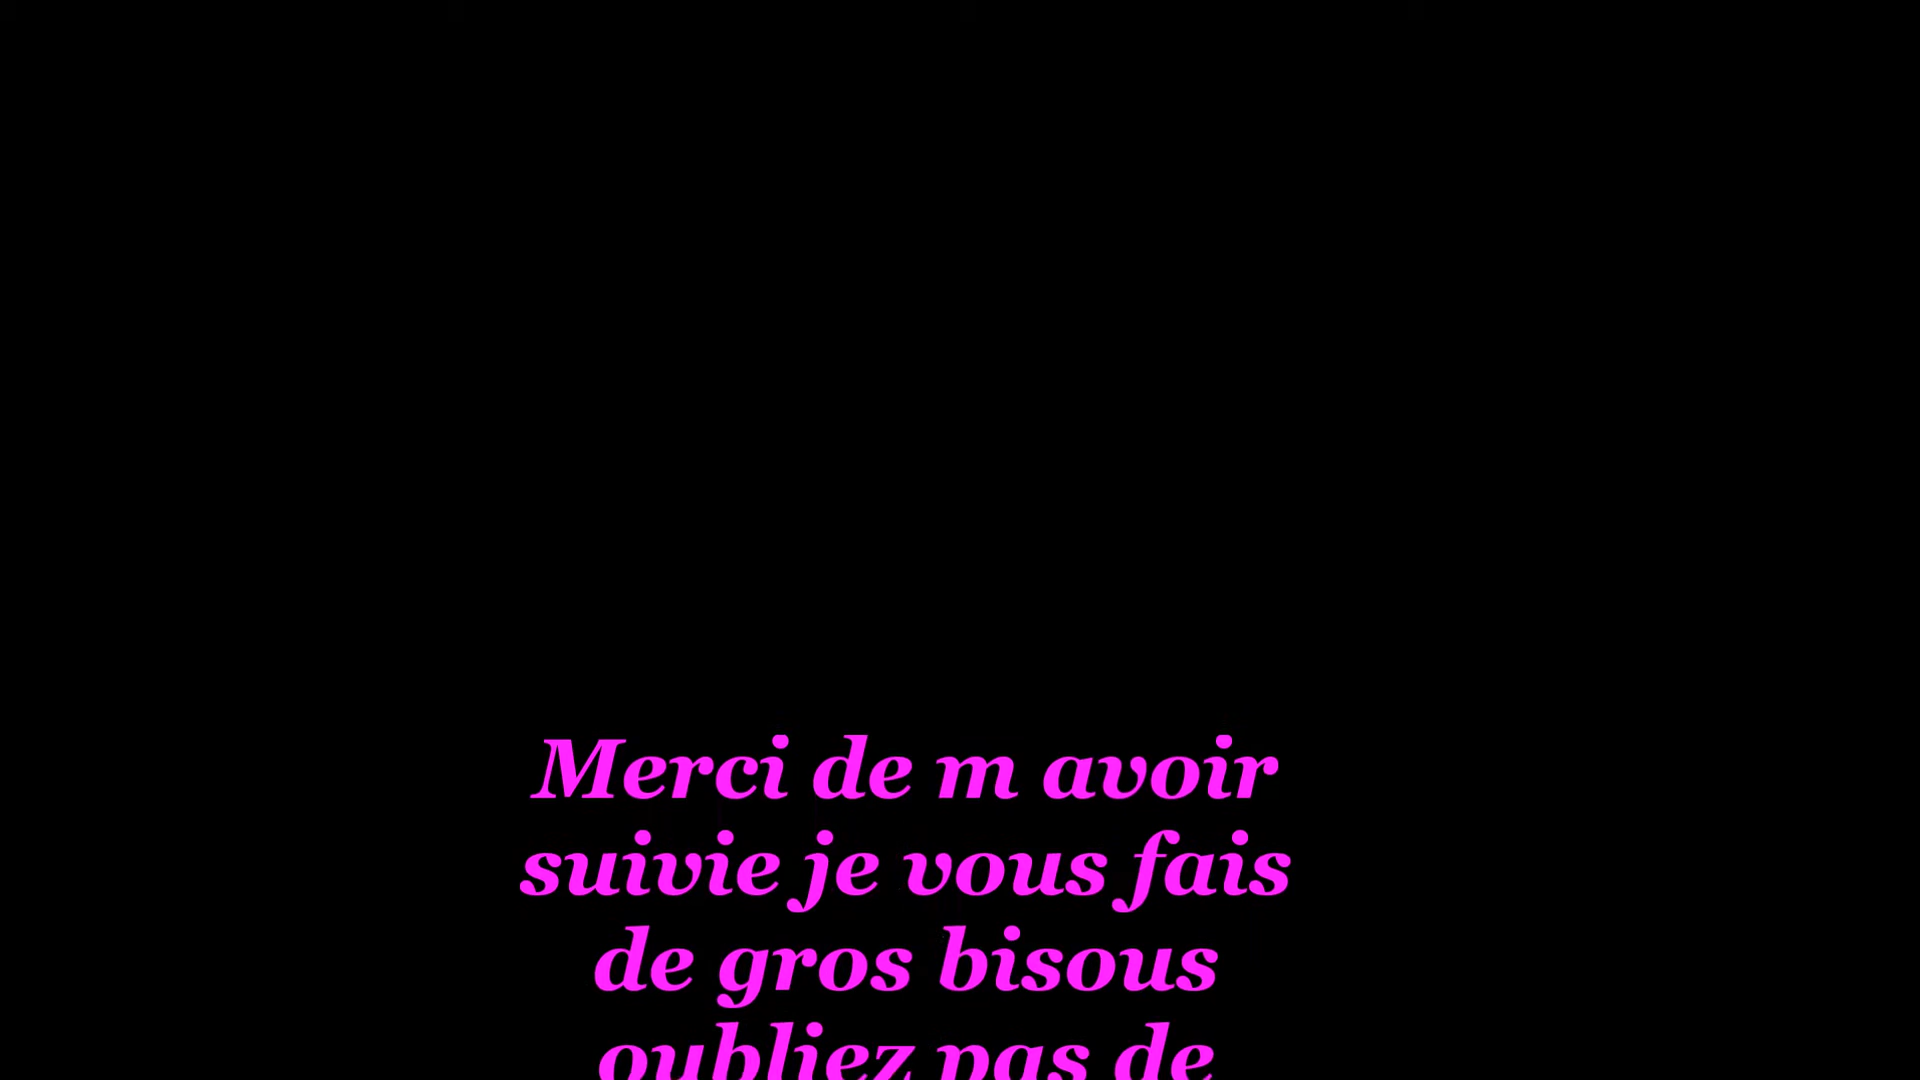 Merci de m avoir
suivie je vous fais
de gros bisous
oubliez pas de